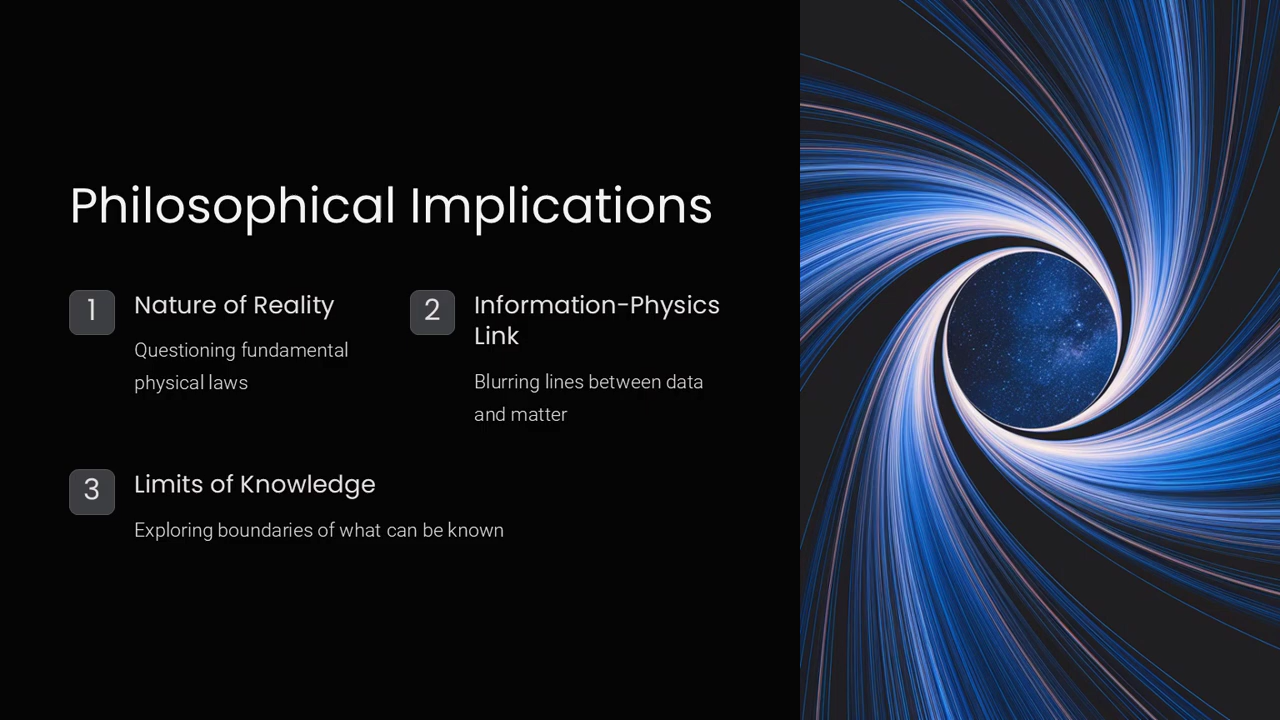 Philosophical Implications
1
Nature of Reality
Questioning fundamental
physical laws
2
Information-Physics
Link
Blurring lines between data
and matter
3
Limits of Knowledge
Exploring boundaries of what can be known